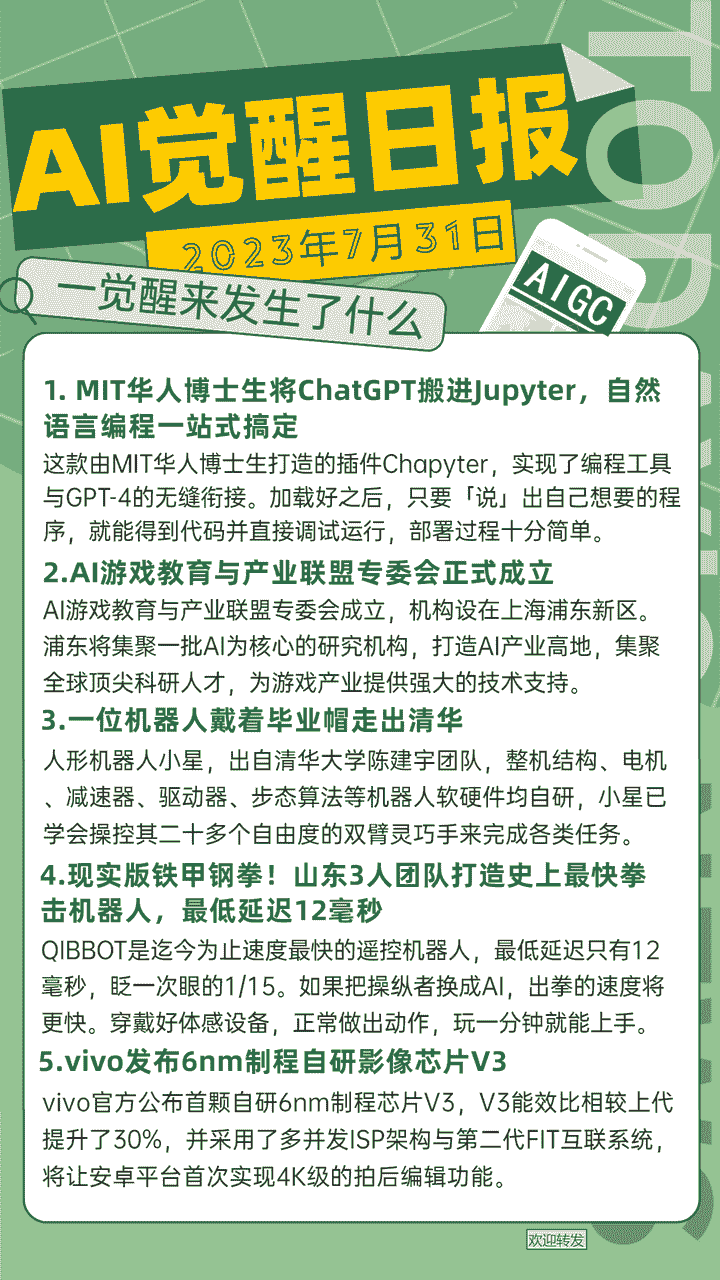 AI觉醒日报
2023年7月31日
一觉醒来发生了什么
AIGC
1. MIT华人博士生将ChatGPT搬进Jupyter，自然
语言编程一站式搞定
这款由MIT华人博士生打造的插件Chapyter，实现了编程工具
与GPT-4的无缝衔接。加载好之后，只要「说」出自己想要的程
序，就能得到代码并直接调试运行，部署过程十分简单。
2.AI游戏教育与产业联盟专委会正式成立
AI游戏教育与产业联盟专委会成立，机构设在上海浦东新区。
浦东将集聚一批AI为核心的研究机构，打造AI产业高地，集聚
全球顶尖科研人才，为游戏产业提供强大的技术支持。
3.一位机器人戴着毕业帽走出清华
人形机器人小星，出自清华大学陈建宇团队，整机结构、电机
、减速器、驱动器、步态算法等机器人软硬件均自研，小星已
学会操控其二十多个自由度的双臂灵巧手来完成各类任务。
4.现实版铁甲钢拳！山东3人团队打造史上最快拳
击机器人，最低延迟12毫秒
QIBBOT是迄今为止速度最快的遥控机器人，最低延迟只有12
毫秒，眨一次眼的1/15。如果把操纵者换成AI，出拳的速度将
更快。穿戴好体感设备，正常做出动作，玩一分钟就能上手。
5.vivo发布6nm制程自研影像芯片V3
vivo官方公布首颗自研6nm制程芯片V3，V3能效比相较上代
提升了30%，并采用了多并发ISP架构与第二代FIT互联系统，
将让安卓平台首次实现4K级的拍后编辑功能。
欢迎转发